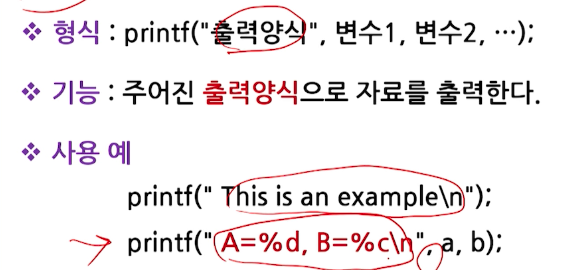 ❖ 형식 : printf("출력양식", 변수1, 변수2, ⋯);
❖ 기능 : 주어진 출력양식으로 자료를 출력한다.
❖ 사용 예
printf(" This is an example\n");
printf(" A=%d, B=%c\n", a, b);